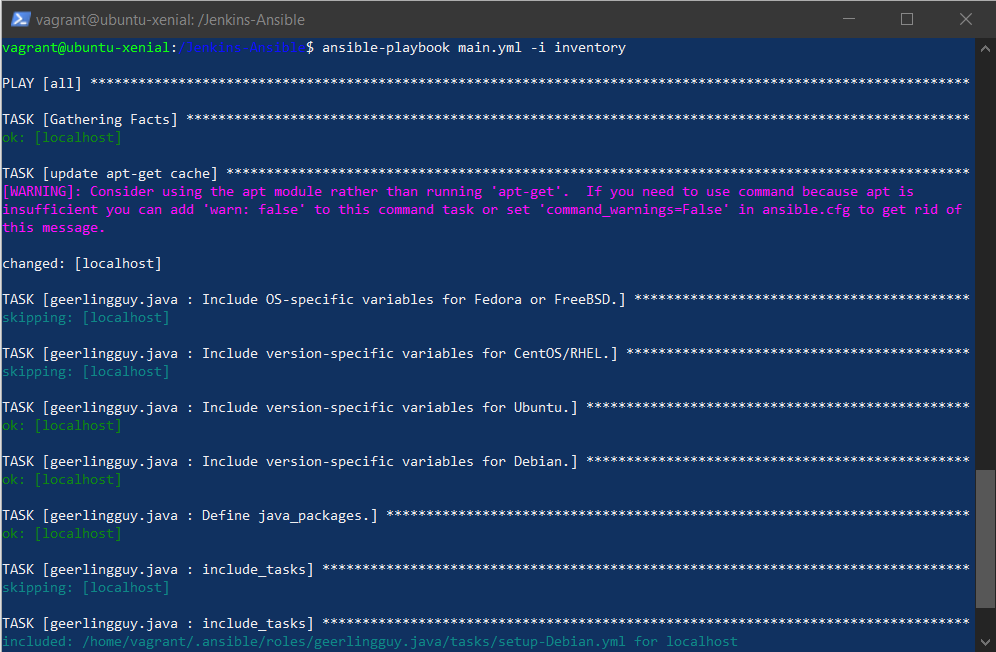 vagrant@ubuntu-xenial: /Jenkins-Ansible
vagrant@ubuntu-xenial:/Jenkins-Ansible$ ansible-playbook main.yml -i inventory
PLAY [all] **************************************************************************************************************
TASK [Gathering Facts] **************************************************************************************************
ok: [localhost]
TASK [update apt-get cache] *********************************************************************************************
[WARNING]: Consider using the apt module rather than running 'apt-get'.  If you need to use command because apt is
insufficient you can add 'warn: false' to this command task or set 'command_warnings=False' in ansible.cfg to get rid of
this message.
changed: [localhost]
TASK [geerlingguy.java : Include OS-specific variables for Fedora or FreeBSD.] ******************************************
skipping: [localhost]
TASK [geerlingguy.java : Include version-specific variables for CentOS/RHEL.] *******************************************
skipping: [localhost]
TASK [geerlingguy.java : Include version-specific variables for Ubuntu.] ************************************************
ok: [localhost]
TASK [geerlingguy.java : Include version-specific variables for Debian.] ************************************************
ok: [localhost]
TASK [geerlingguy.java : Define java_packages.] *************************************************************************
ok: [localhost]
TASK [geerlingguy.java : include_tasks] *********************************************************************************
skipping: [localhost]
TASK [geerlingguy.java : include_tasks] *********************************************************************************
included: /home/vagrant/.ansible/roles/geerlingguy.java/tasks/setup-Debian.yml for localhost